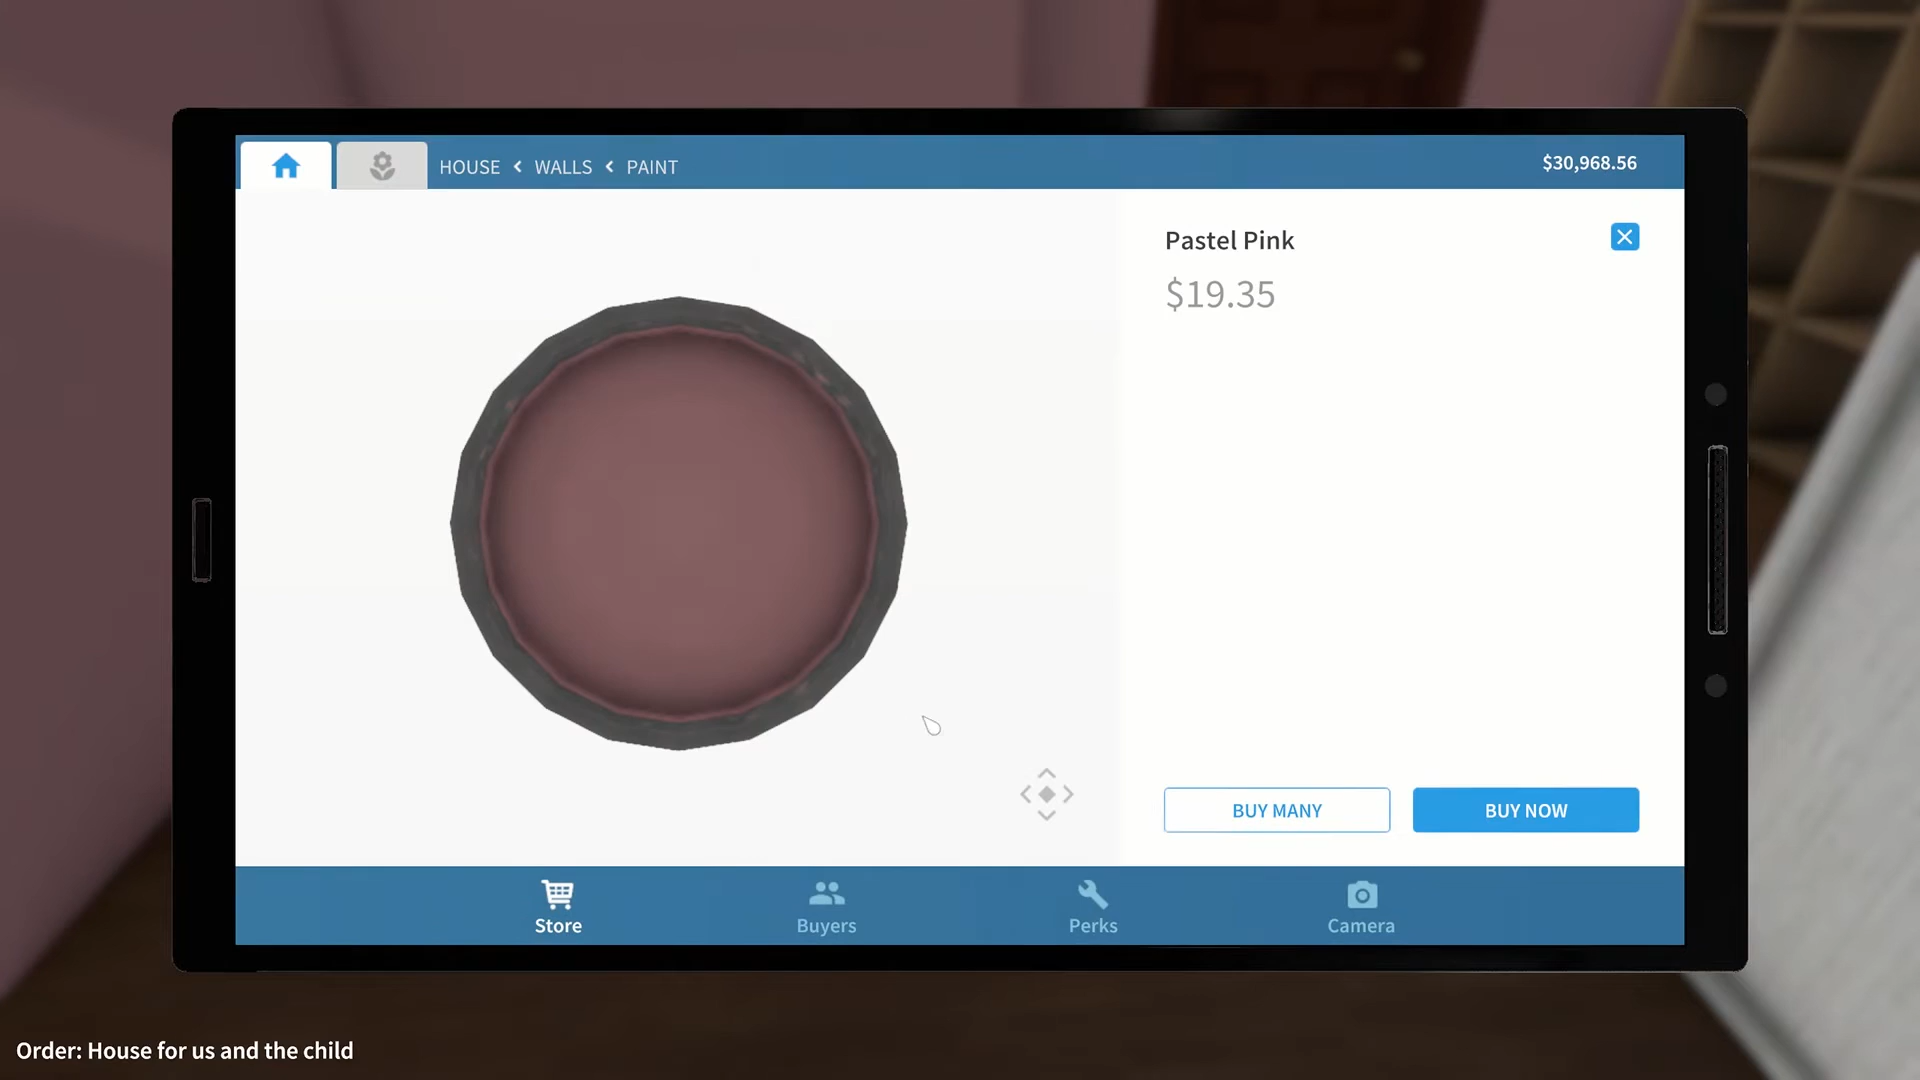 HOUSE < WALLS < PAINT
$30,968.56
Pastel Pink
$19.35
BUY MANY
BUY NOW
Store
Buyers
Perks
Camera
Order: House for us and the child